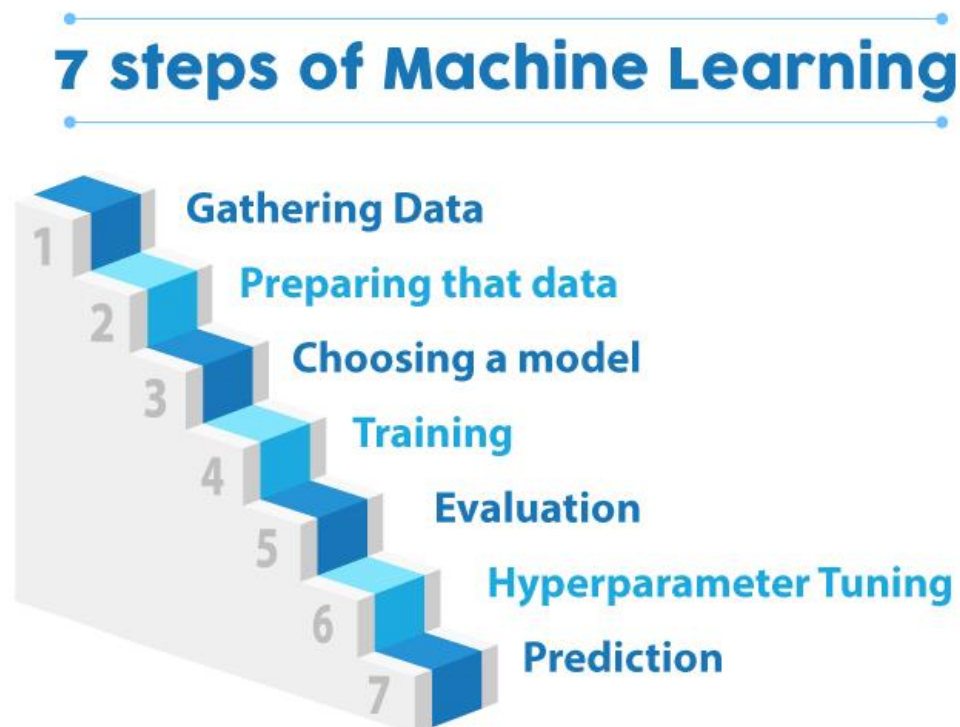 7 steps of Machine Learning
1 Gathering Data
2 Preparing that data
3 Choosing a model
4 Training
5 Evaluation
6 Hyperparameter Tuning
7 Prediction